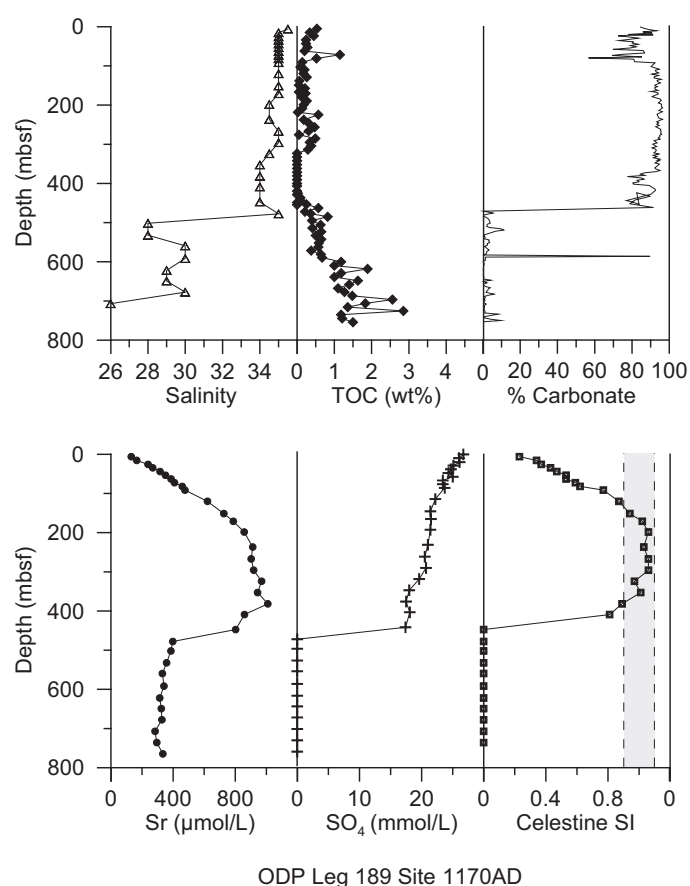 0
200
400
600
800
Depth (mbsf)
26 28 30 32 34
Salinity
0 1 2 3 4
TOC (wt%)
0 20 40 60 80 100
% Carbonate
0
200
400
600
800
Depth (mbsf)
0 400 800
Sr (µmol/L)
0 10 20
SO4 (mmol/L)
0 0.4 0.8 0
Celestine SI
ODP Leg 189 Site 1170AD